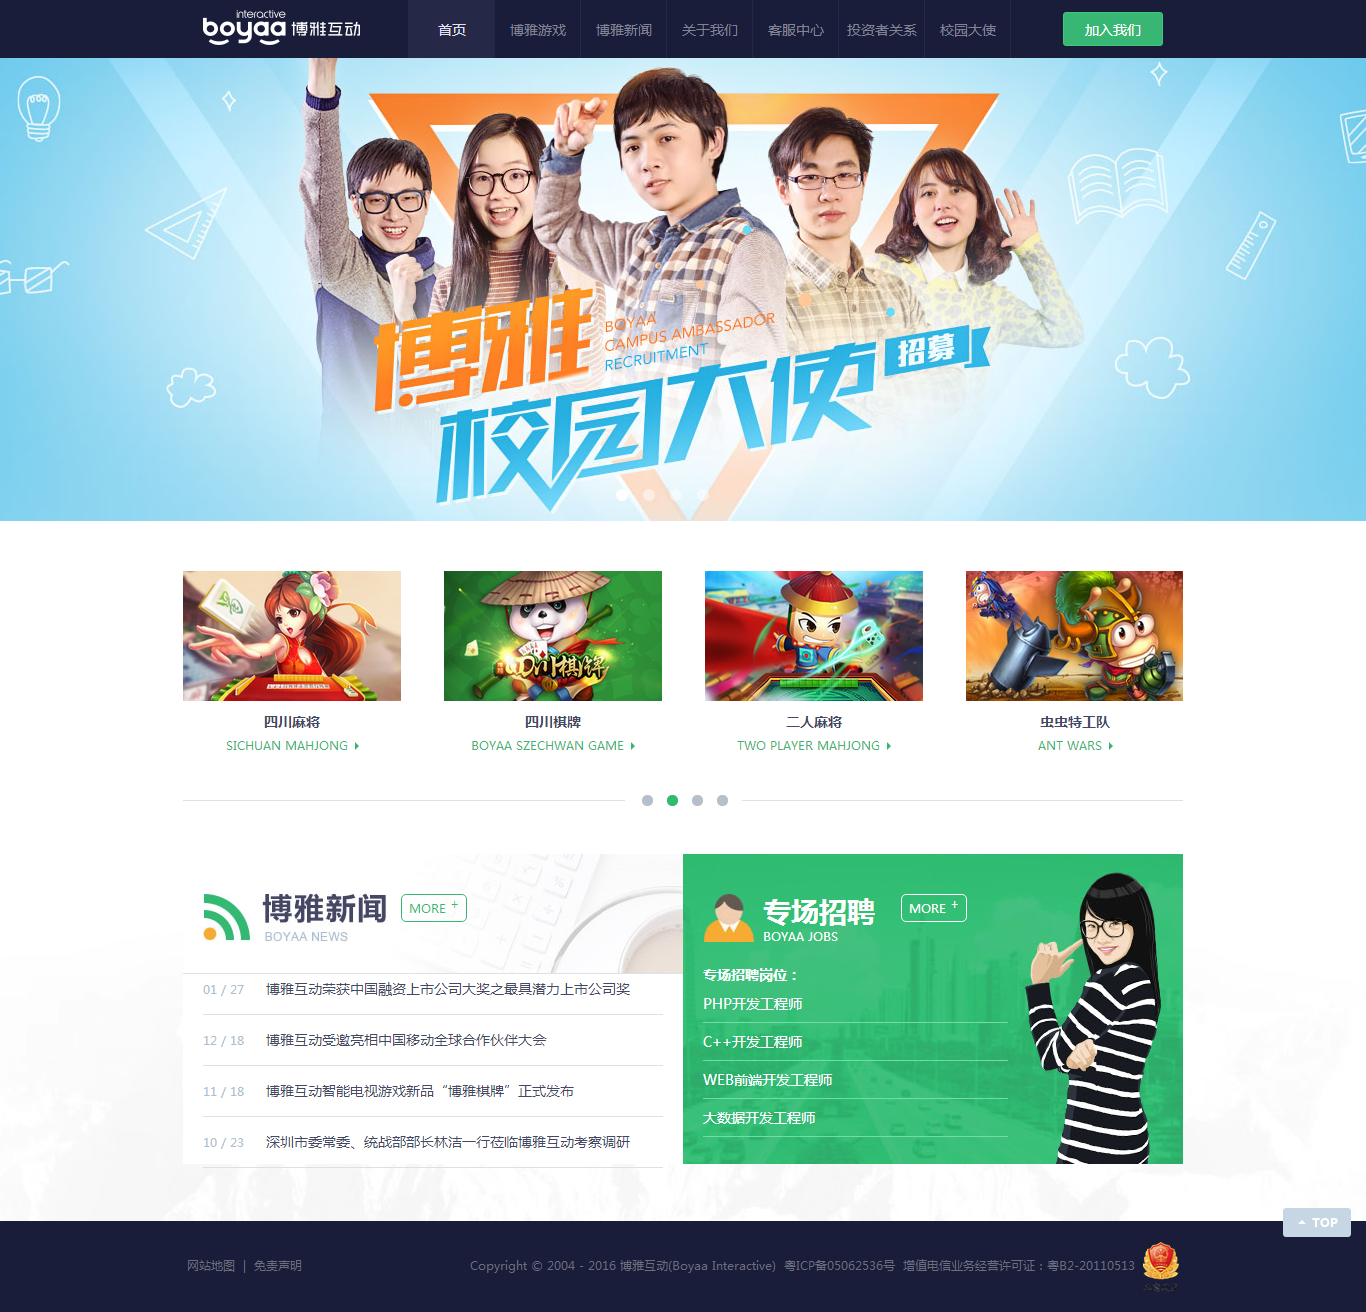 interactive
boyaa 博雅互动
首页 博雅游戏 博雅新闻 关于我们 客服中心 投资者关系 校园大使 加入我们
博雅
BOYAA
CAMPUS AMBASSADOR
RECRUITMENT
校园大使 招募
四川棋牌
四川麻将 四川棋牌 二人麻将 虫虫特工队
SICHUAN MAHJONG BOYAA SZECHWAN GAME TWO PLAYER MAHJONG ANT WARS
博雅新闻 MORE +
BOYAA NEWS
01 / 27 博雅互动荣获中国融资上市公司大奖之最具潜力上市公司奖
12 / 18 博雅互动受邀亮相中国移动全球合作伙伴大会
11 / 18 博雅互动智能电视游戏新品“博雅棋牌”正式发布
10 / 23 深圳市委常委、统战部部长林洁一行莅临博雅互动考察调研
专场招聘 MORE +
BOYAA JOBS
专场招聘岗位：
PHP开发工程师
C++开发工程师
WEB前端开发工程师
大数据开发工程师
TOP
网站地图 | 免责声明 Copyright © 2004 - 2016 博雅互动(Boyaa Interactive) 粤ICP备05062536号 增值电信业务经营许可证：粤B2-20110513